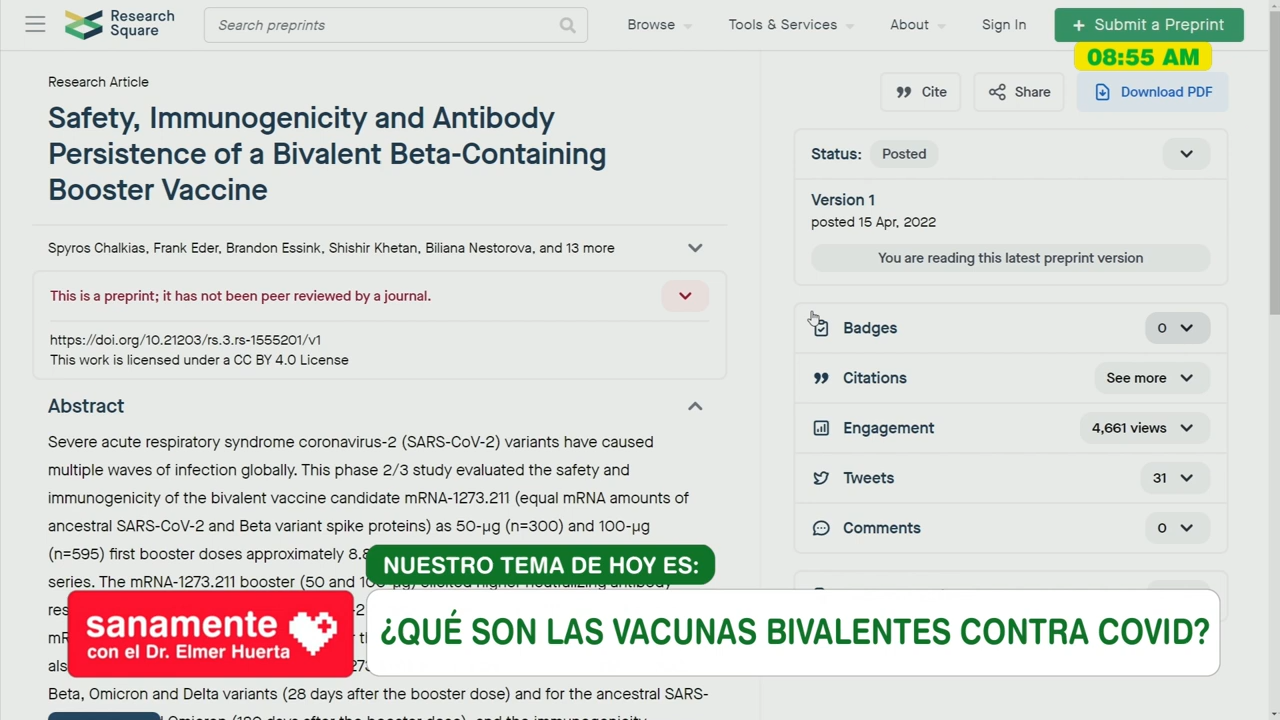 Research
Square
Search preprints
Browse
Tools & Services
About
Sign In
+ Submit a Preprint
08:55 AM
Research Article
Cite
Share
Download PDF
Safety, Immunogenicity and Antibody
Persistence of a Bivalent Beta-Containing
Booster Vaccine
Status: Posted
Version 1
posted 15 Apr, 2022
You are reading this latest preprint version
Spyros Chalkias, Frank Eder, Brandon Essink, Shishir Khetan, Biliana Nestorova, and 13 more
This is a preprint; it has not been peer reviewed by a journal.
https://doi.org/10.21203/rs.3.rs-1555201/v1
This work is licensed under a CC BY 4.0 License
Badges 0
Citations See more
Engagement 4,661 views
Tweets 31
Comments 0
Abstract
Severe acute respiratory syndrome coronavirus-2 (SARS-CoV-2) variants have caused
multiple waves of infection globally. This phase 2/3 study evaluated the safety and
immunogenicity of the bivalent vaccine candidate mRNA-1273.211 (equal mRNA amounts of
ancestral SARS-CoV-2 and Beta variant spike proteins) as 50-µg (n=300) and 100-µg
(n=595) first booster doses approximately 8.8
series. The mRNA-1273.211 booster (50 and
Beta, Omicron and Delta variants (28 days after the booster dose) and for the ancestral SARS-
NUESTRO TEMA DE HOY ES:
¿QUÉ SON LAS VACUNAS BIVALENTES CONTRA COVID?
sanamente
con el Dr. Elmer Huerta